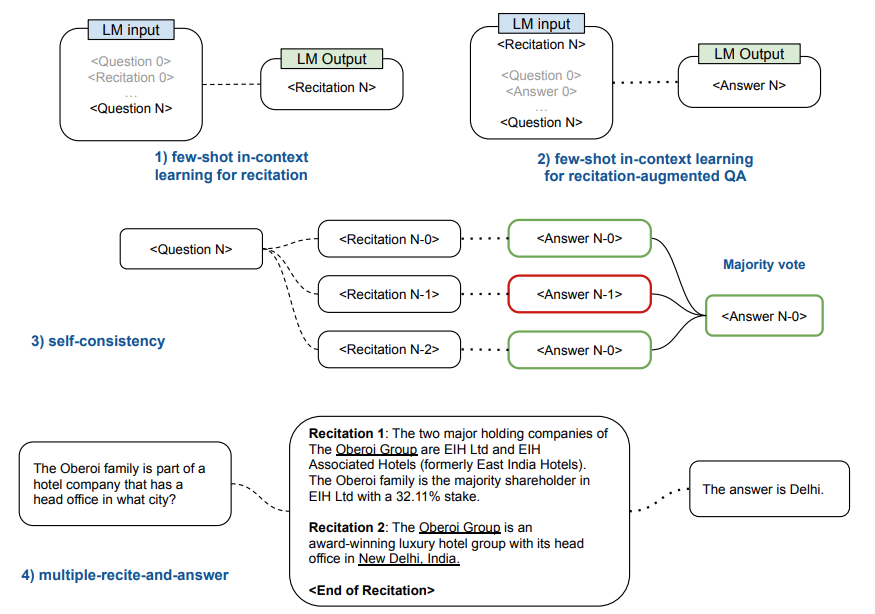 LM input
<Question 0>
<Recitation 0>
...
<Question N>
LM Output
<Recitation N>
1) few-shot in-context
learning for recitation
LM input
<Recitation N>
<Question 0>
<Answer 0>
...
<Question N>
LM Output
<Answer N>
2) few-shot in-context learning
for recitation-augmented QA
<Question N>
<Recitation N-0>
<Answer N-0>
<Recitation N-1>
<Answer N-1>
<Recitation N-2>
<Answer N-0>
Majority vote
<Answer N-0>
3) self-consistency
The Oberoi family is part of a
hotel company that has a
head office in what city?
Recitation 1: The two major holding companies of
The Oberoi Group are EIH Ltd and EIH
Associated Hotels (formerly East India Hotels).
The Oberoi family is the majority shareholder in
EIH Ltd with a 32.11% stake.
Recitation 2: The Oberoi Group is an
award-winning luxury hotel group with its head
office in New Delhi, India.
<End of Recitation>
The answer is Delhi.
4) multiple-recite-and-answer